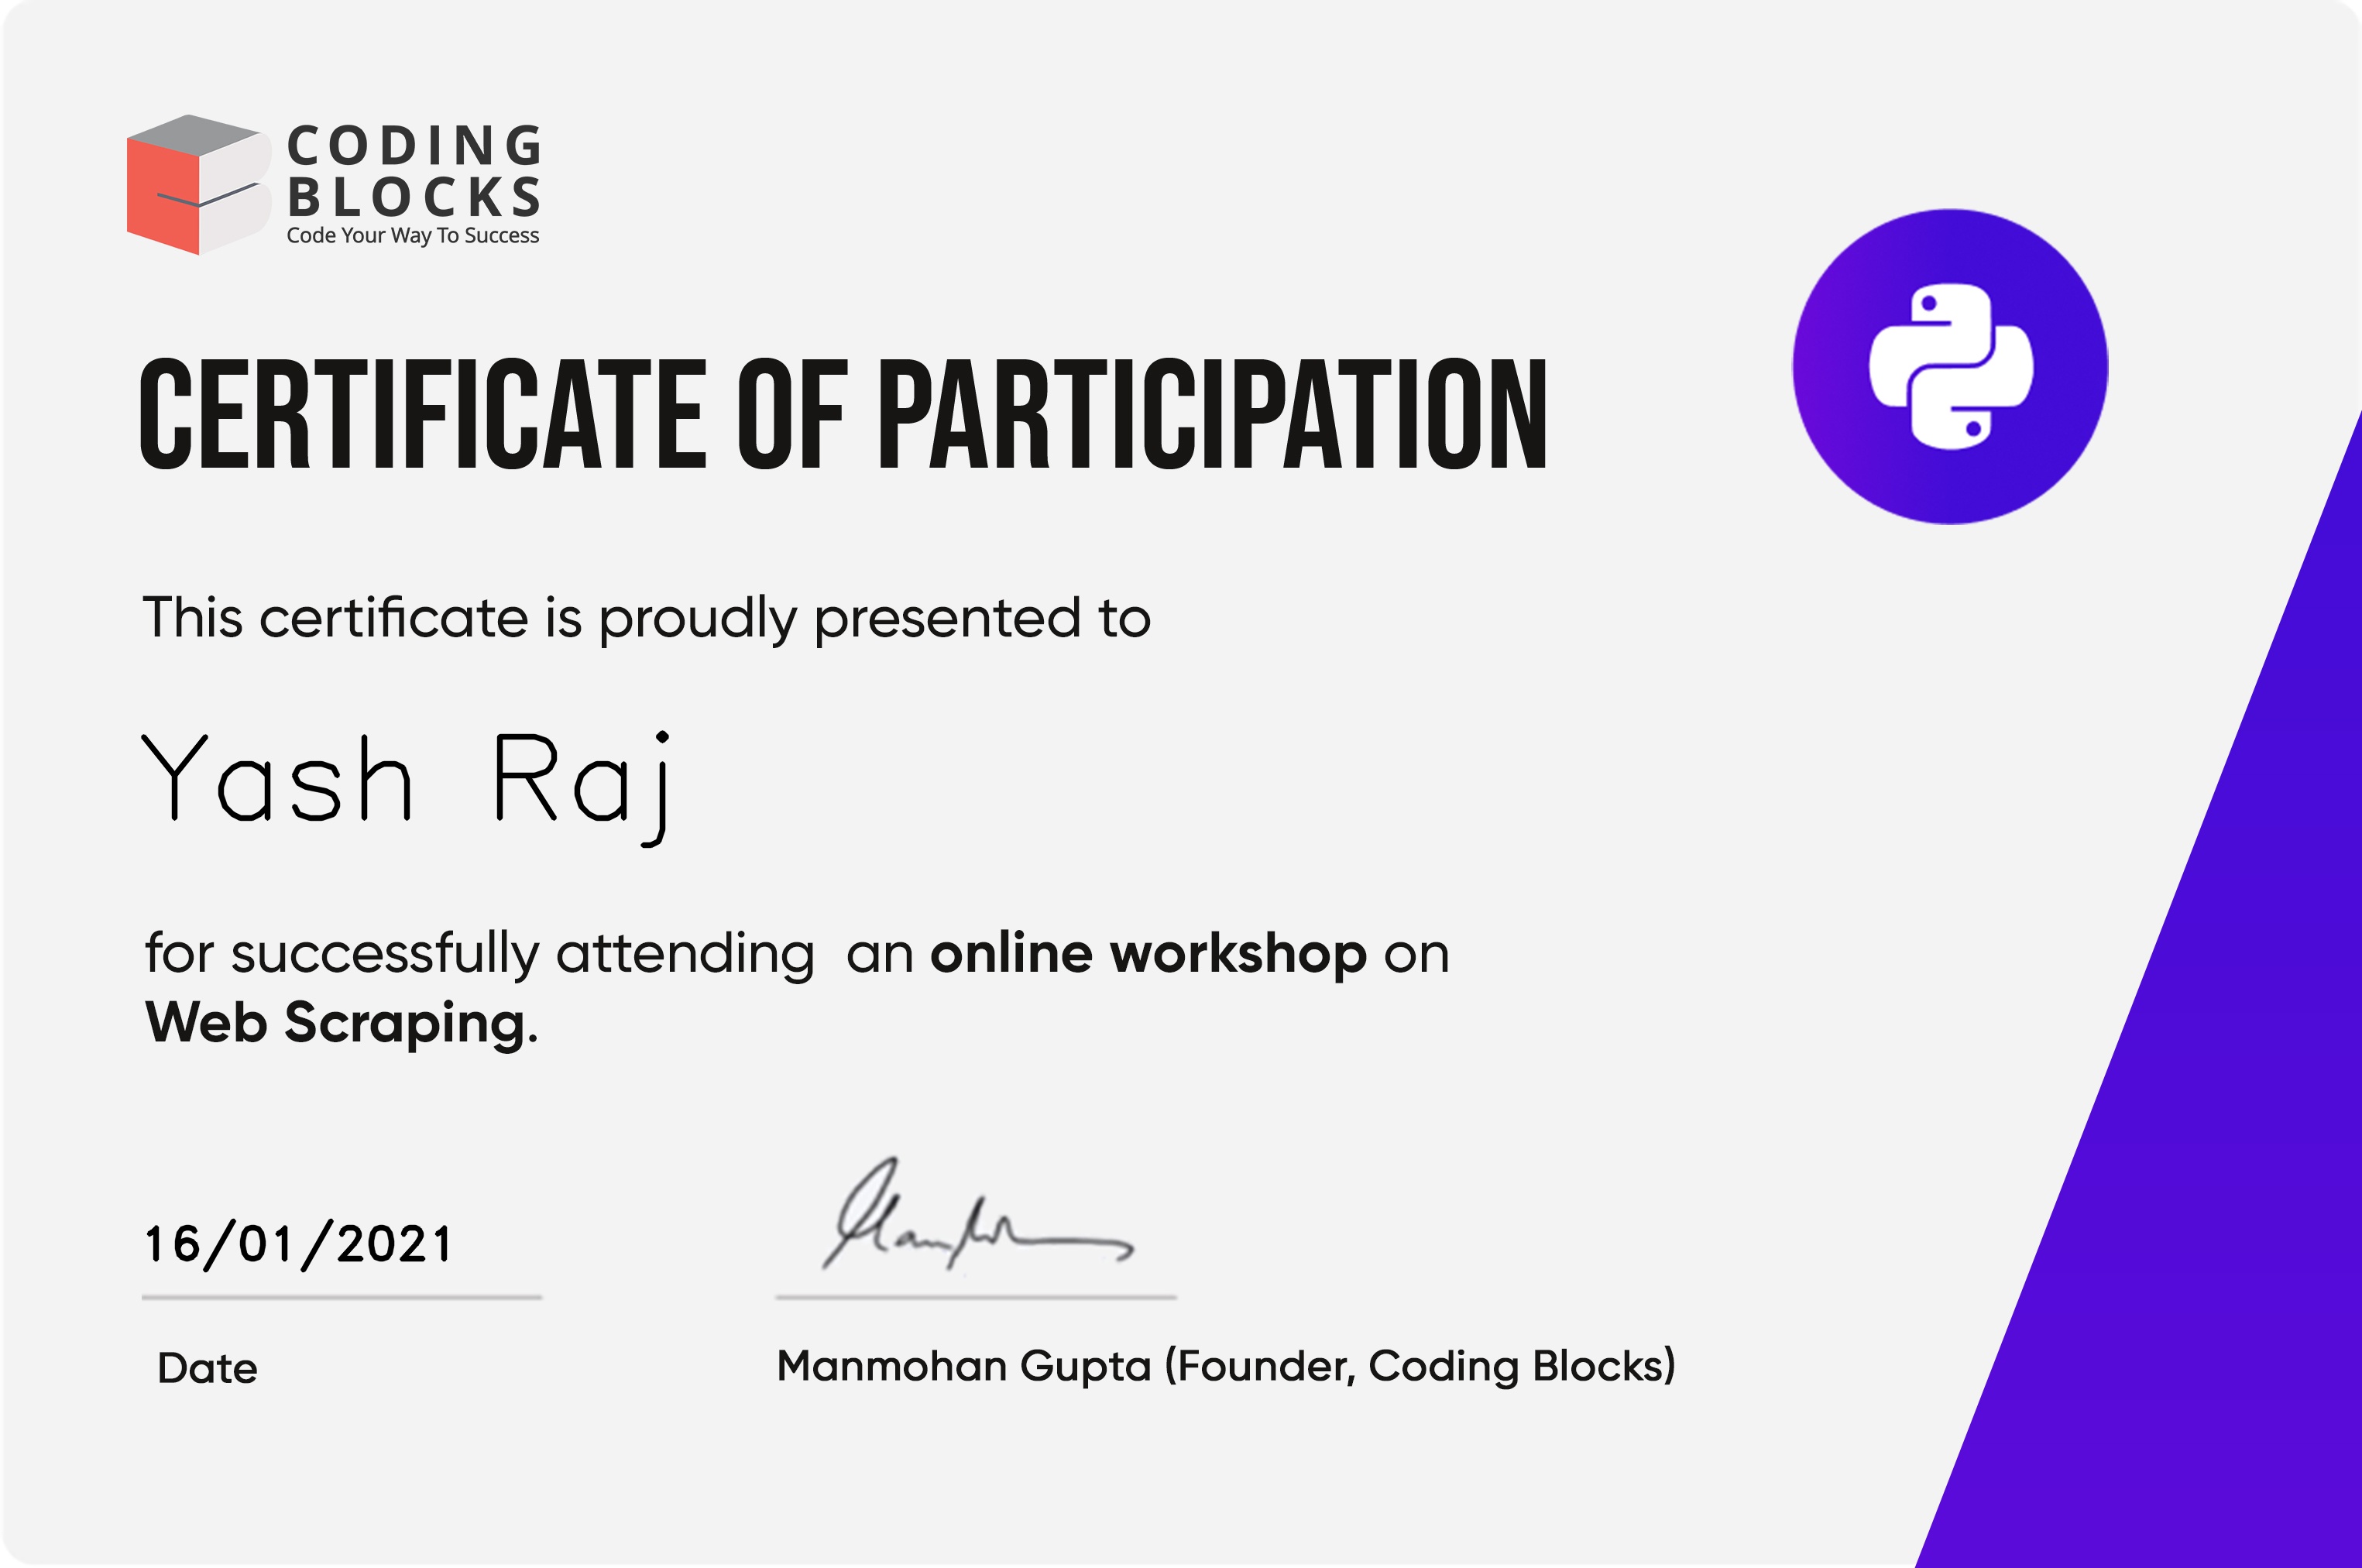 CODING
BLOCKS
Code Your Way To Success
CERTIFICATE OF PARTICIPATION
This certificate is proudly presented to
Yash Raj
for successfully attending an online workshop on
Web Scraping.
16/01/2021
Date
Manmohan Gupta (Founder, Coding Blocks)